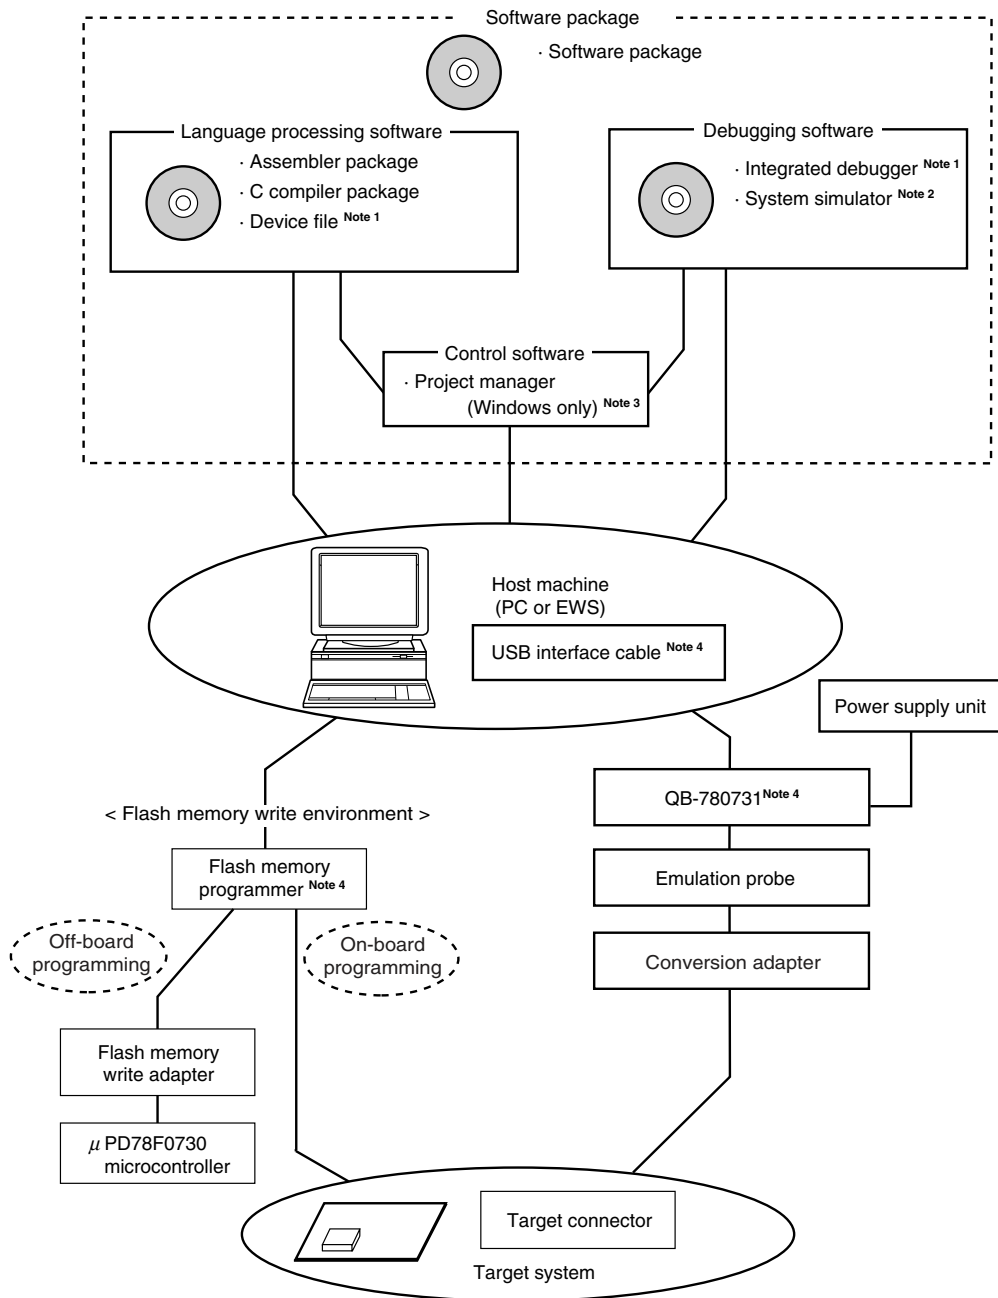 Software package
· Software package
Language processing software
· Assembler package
· C compiler package
· Device file Note 1
Debugging software
· Integrated debugger Note 1
· System simulator Note 2
Control software
· Project manager
(Windows only) Note 3
Host machine
(PC or EWS)
USB interface cable Note 4
Power supply unit
QB-780731 Note 4
< Flash memory write environment >
Flash memory
programmer Note 4
Emulation probe
Off-board
programming
On-board
programming
Conversion adapter
Flash memory
write adapter
μ PD78F0730
microcontroller
Target connector
Target system